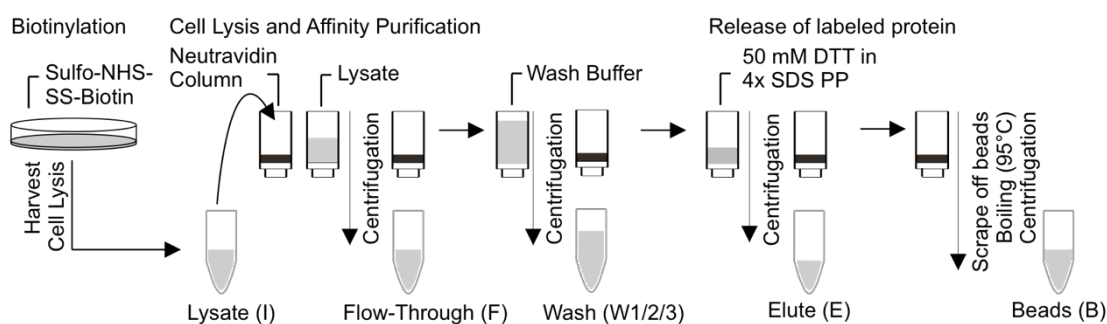 Biotinylation
Cell Lysis and Affinity Purification
Release of labeled protein
Sulfo-NHS-
SS-Biotin
Neutravidin
Column
Lysate
Wash Buffer
50 mM DTT in
4x SDS PP
Harvest
Cell Lysis
Centrifugation
Centrifugation
Centrifugation
Scrape off beads
Boiling (95°C)
Centrifugation
Lysate (I)
Flow-Through (F)
Wash (W1/2/3)
Elute (E)
Beads (B)